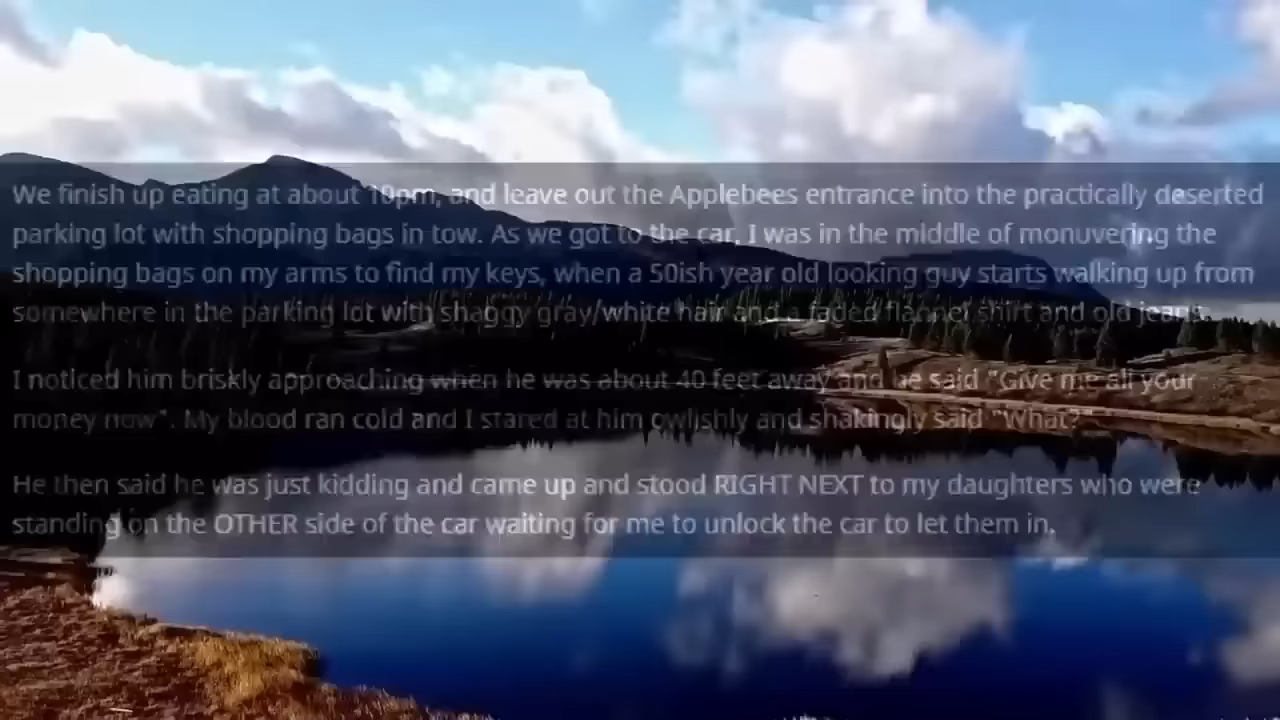 We finish up eating at about 10pm, and leave out the Applebees entrance into the practically deserted
parking lot with shopping bags in tow. As we got to the car, I was in the middle of monuvering the
shopping bags on my arms to find my keys, when a 50ish year old looking guy starts walking up from
somewhere in the parking lot with shaggy gray/white hair and a faded flannel shirt and old jeans.
I noticed him briskly approaching when he was about 40 feet away and he said "Give me all your
money now". My blood ran cold and I stared at him owlishly and shakingly said "What?"
He then said he was just kidding and came up and stood RIGHT NEXT to my daughters who were
standing on the OTHER side of the car waiting for me to unlock the car to let them in.